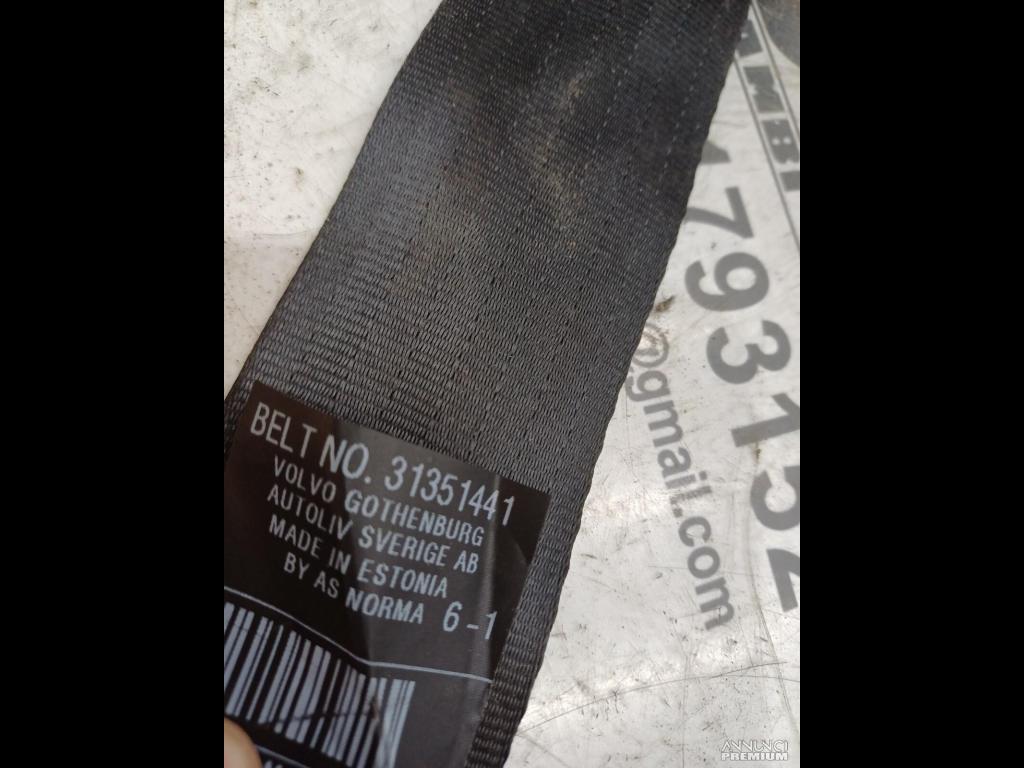 BELT NO. 31351441
VOLVO GOTHENBURG
AUTOLIV SVERIGE AB
MADE IN ESTONIA
BY AS NORMA 6-1
1793152
@gmail.com
ANNUNCI
PREMIUM